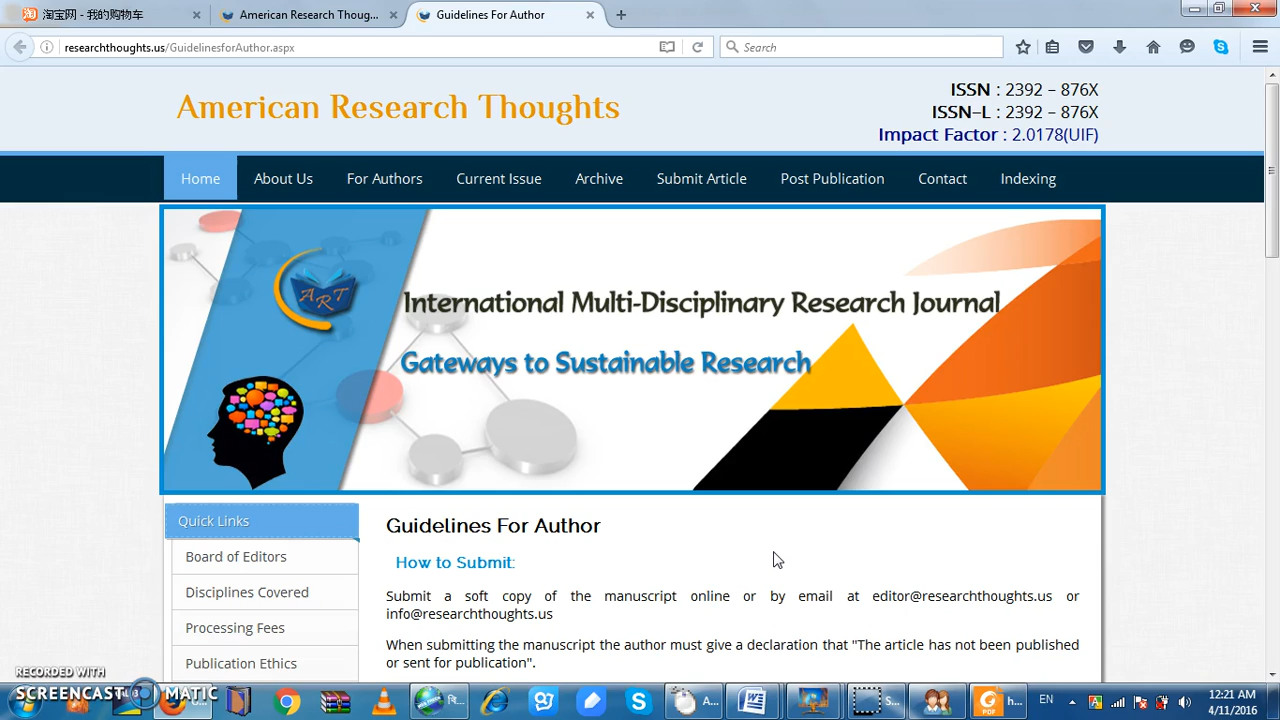 淘宝网 - 我的购物车
American Research Thoug...
Guidelines For Author
researchthoughts.us/GuidelinesforAuthor.aspx
Search
American Research Thoughts
ISSN : 2392 – 876X
ISSN–L : 2392 – 876X
Impact Factor : 2.0178(UIF)
Home
About Us
For Authors
Current Issue
Archive
Submit Article
Post Publication
Contact
Indexing
ART
International Multi-Disciplinary Research Journal
Gateways to Sustainable Research
Quick Links
Board of Editors
Disciplines Covered
Processing Fees
Publication Ethics
Guidelines For Author
How to Submit:
Submit a soft copy of the manuscript online or by email at editor@researchthoughts.us or
info@researchthoughts.us
When submitting the manuscript the author must give a declaration that "The article has not been published
or sent for publication".
RECORDED WITH
SCREENCAST MATIC
A...
S...
h...
PDF
EN
12:21 AM
4/11/2016